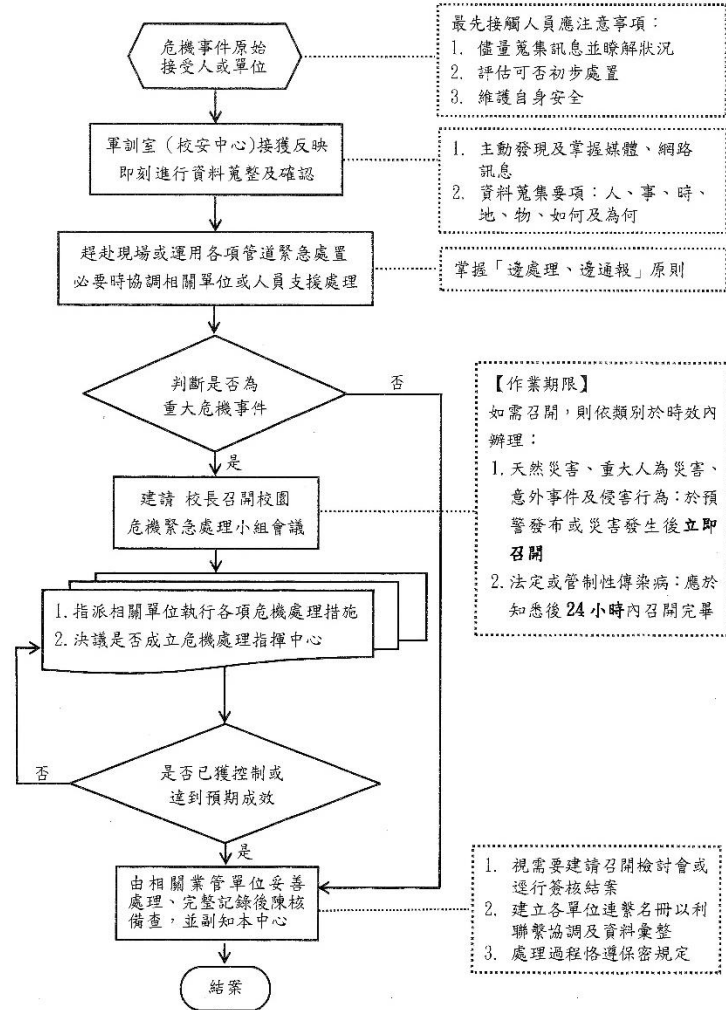 危機事件原始
接受人或單位
最先接觸人員應注意事項：
1. 儘量蒐集訊息並瞭解狀況
2. 評估可否初步處置
3. 維護自身安全
軍訓室（校安中心)接獲反映
即刻進行資料蒐整及確認
1. 主動發現及掌握媒體、網路
訊息
2. 資料蒐集要項：人、事、時、
地、物、如何及為何
趕赴現場或運用各項管道緊急處置
必要時協調相關單位或人員支援處理
掌握「邊處理、邊通報」原則
判斷是否為
重大危機事件
否
是
【作業期限】
如需召開，則依類別於時效內
辦理：
1. 天然災害、重大人為災害、
意外事件及侵害行為：於預
警發布或災害發生後立即
召開
2. 法定或管制性傳染病：應於
知悉後 24 小時內召開完畢
建請 校長召開校園
危機緊急處理小組會議
1. 指派相關單位執行各項危機處理措施
2. 決議是否成立危機處理指揮中心
是否已獲控制或
達到預期成效
否
是
由相關業管單位妥善
處理、完整記錄後陳核
備查，並副知本中心
1. 視需要建請召開檢討會或
逕行簽核結案
2. 建立各單位連繫名冊以利
聯繫協調及資料彙整
3. 處理過程恪遵保密規定
結案